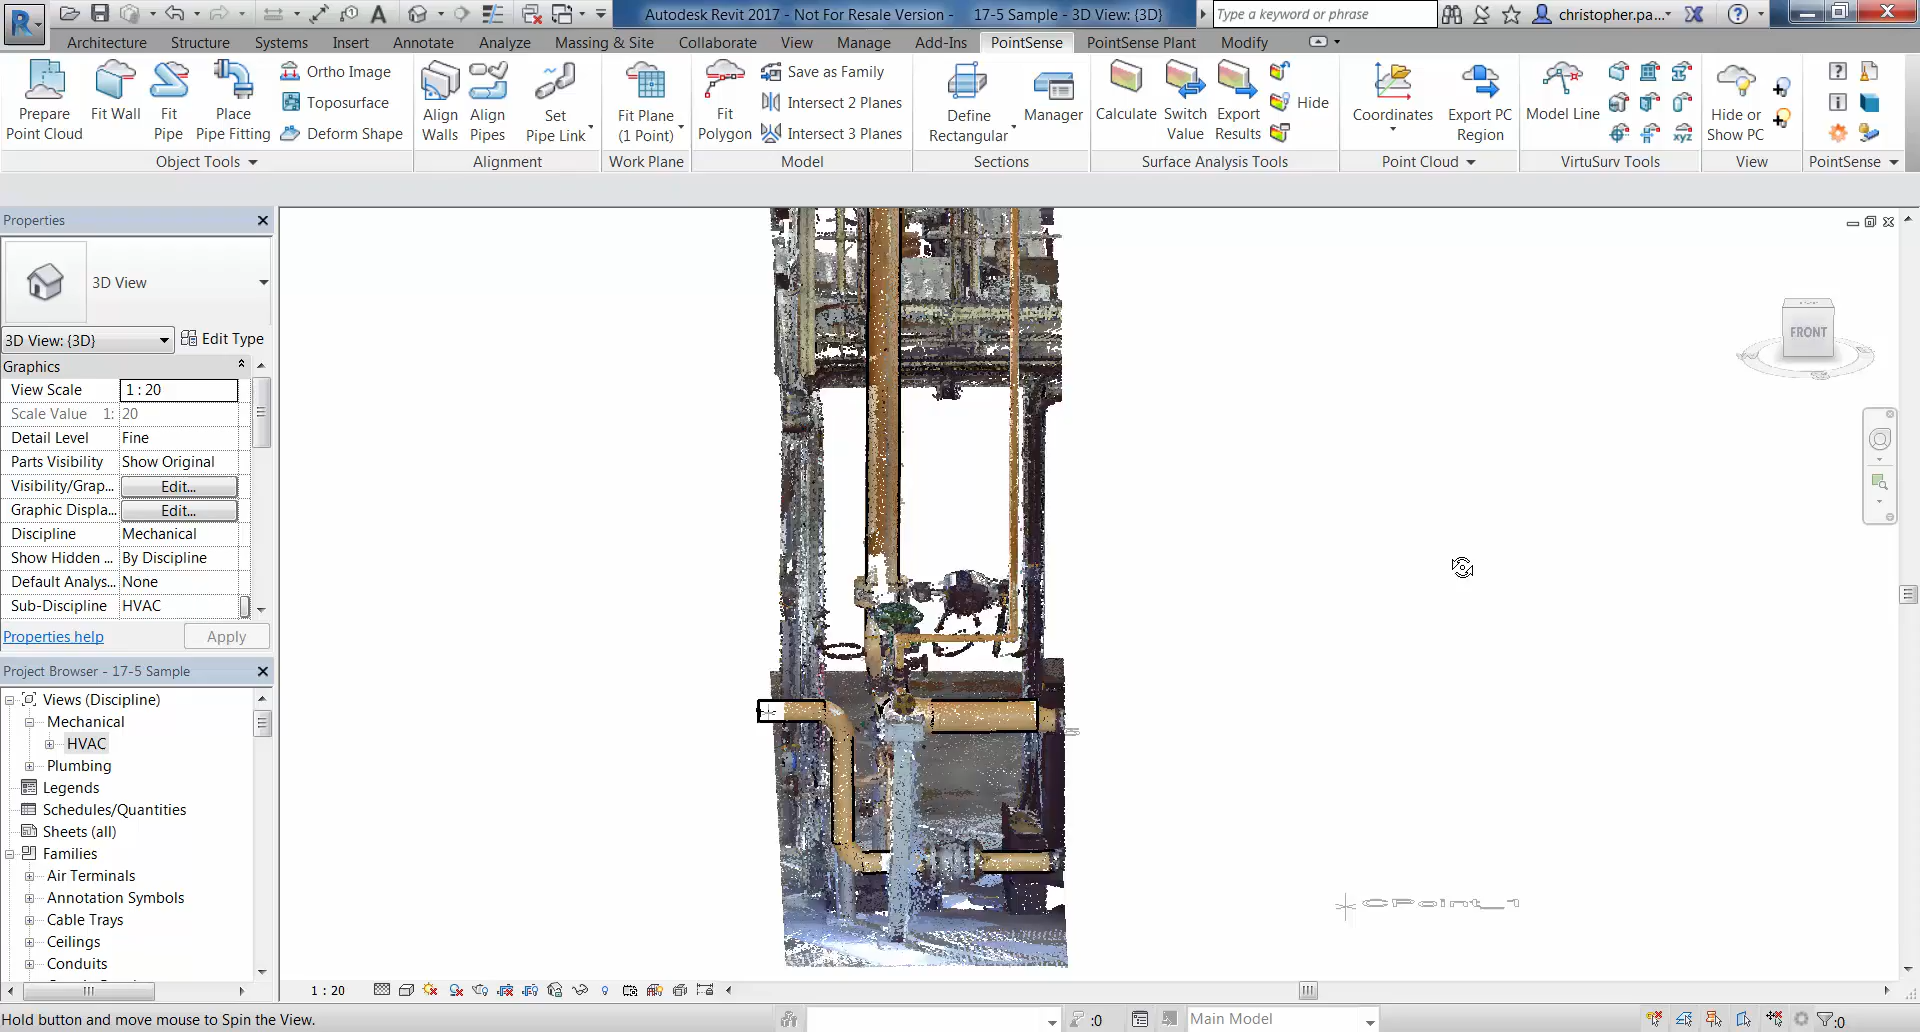 Autodesk Revit 2017 - Not For Resale Version - 17-5 Sample - 3D View: {3D}
Type a keyword or phrase
christopher.pa...
Architecture Structure Systems Insert Annotate Analyze Massing & Site Collaborate View Manage Add-Ins PointSense PointSense Plant Modify
Prepare Point Cloud
Fit Wall
Fit Pipe
Place Pipe Fitting
Ortho Image
Toposurface
Deform Shape
Align Walls
Align Pipes
Set Pipe Link
Fit Plane (1 Point)
Fit Polygon
Save as Family
Intersect 2 Planes
Intersect 3 Planes
Define Rectangular
Manager
Calculate
Switch Value
Export Results
Hide
Coordinates
Export PC Region
Model Line
xyz
Hide or Show PC
Object Tools
Alignment
Work Plane
Model
Sections
Surface Analysis Tools
Point Cloud
VirtuSurv Tools
View
PointSense
Properties
3D View
3D View: {3D}
Edit Type
Graphics
View Scale 1 : 20
Scale Value 1: 20
Detail Level Fine
Parts Visibility Show Original
Visibility/Grap... Edit...
Graphic Displa... Edit...
Discipline Mechanical
Show Hidden ... By Discipline
Default Analys... None
Sub-Discipline HVAC
Properties help
Apply
Project Browser - 17-5 Sample
Views (Discipline)
Mechanical
HVAC
Plumbing
Legends
Schedules/Quantities
Sheets (all)
Families
Air Terminals
Annotation Symbols
Cable Trays
Ceilings
Conduits
FRONT
CPoint_1
1 : 20
Hold button and move mouse to Spin the View.
:0
Main Model
:0